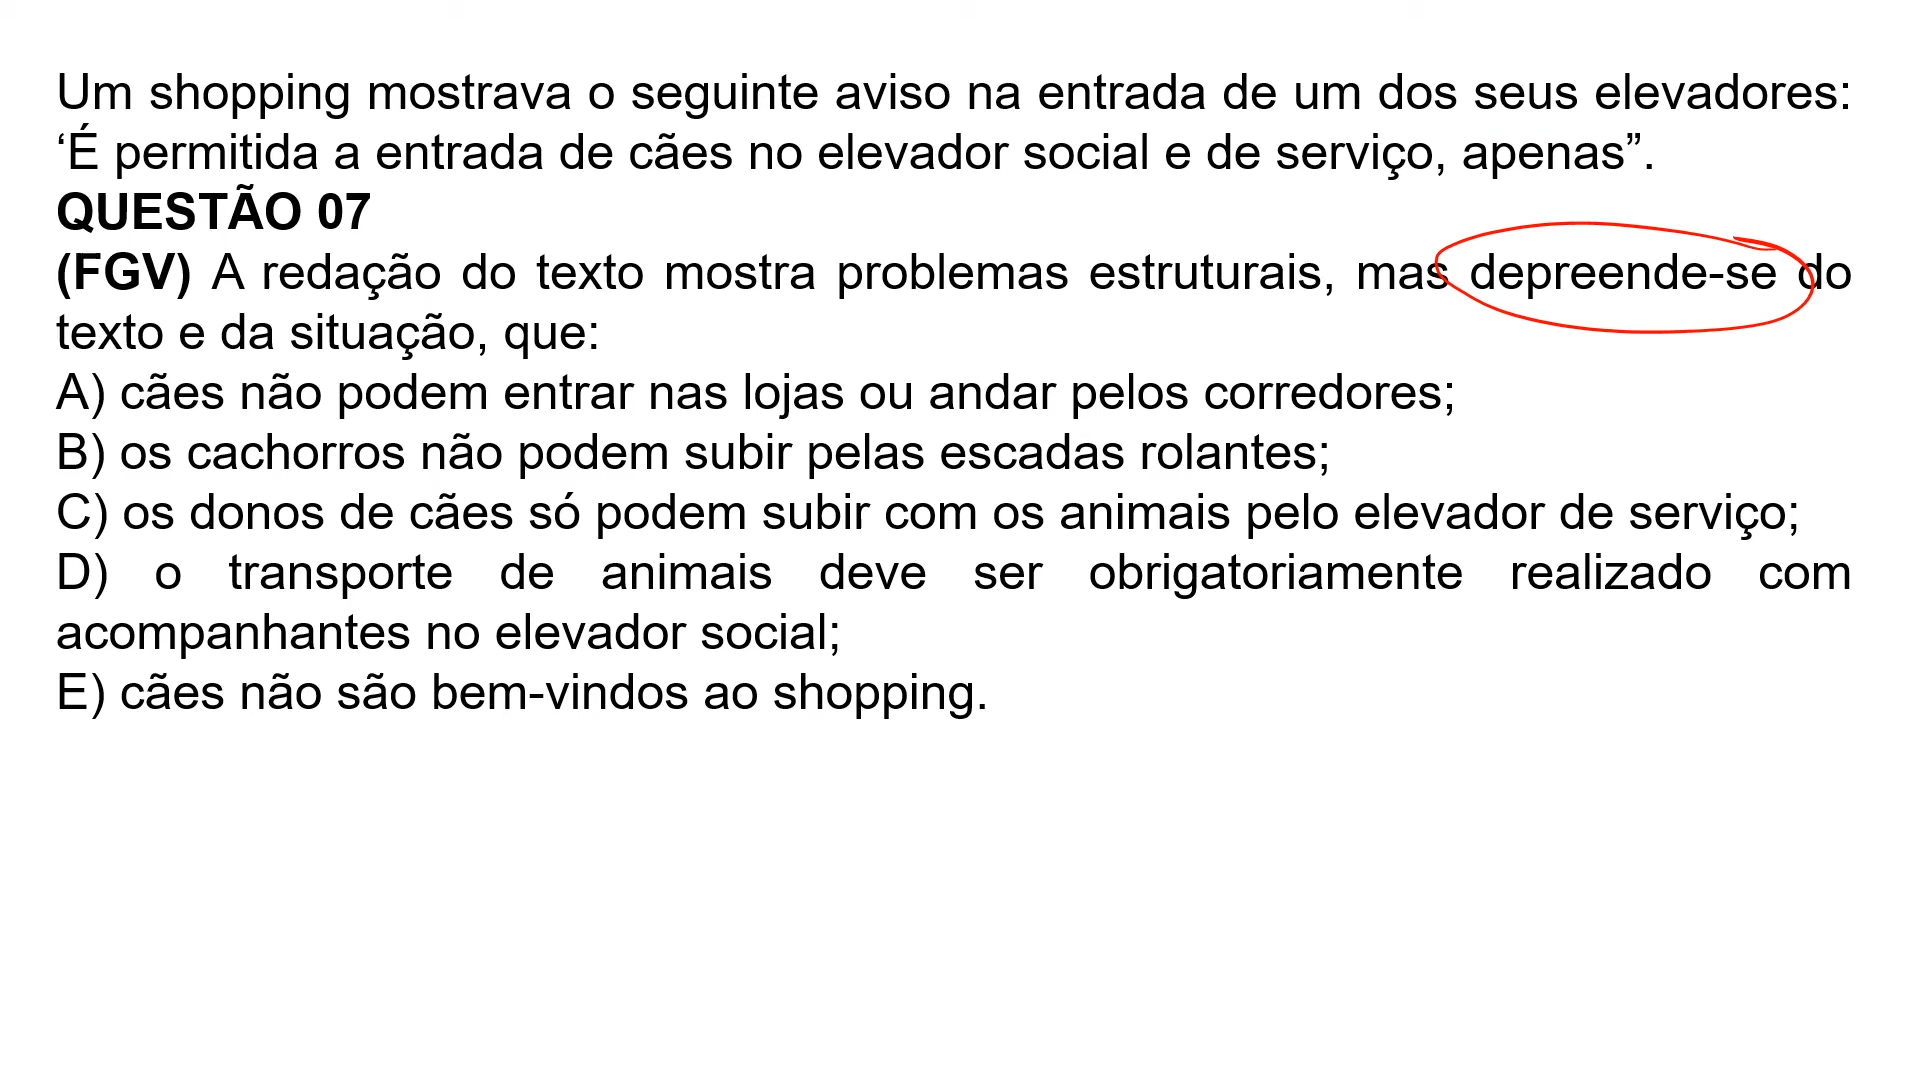 Um shopping mostrava o seguinte aviso na entrada de um dos seus elevadores:
‘É permitida a entrada de cães no elevador social e de serviço, apenas”.
QUESTÃO 07
(FGV) A redação do texto mostra problemas estruturais, mas depreende-se do
texto e da situação, que:
A) cães não podem entrar nas lojas ou andar pelos corredores;
B) os cachorros não podem subir pelas escadas rolantes;
C) os donos de cães só podem subir com os animais pelo elevador de serviço;
D) o transporte de animais deve ser obrigatoriamente realizado com
acompanhantes no elevador social;
E) cães não são bem-vindos ao shopping.